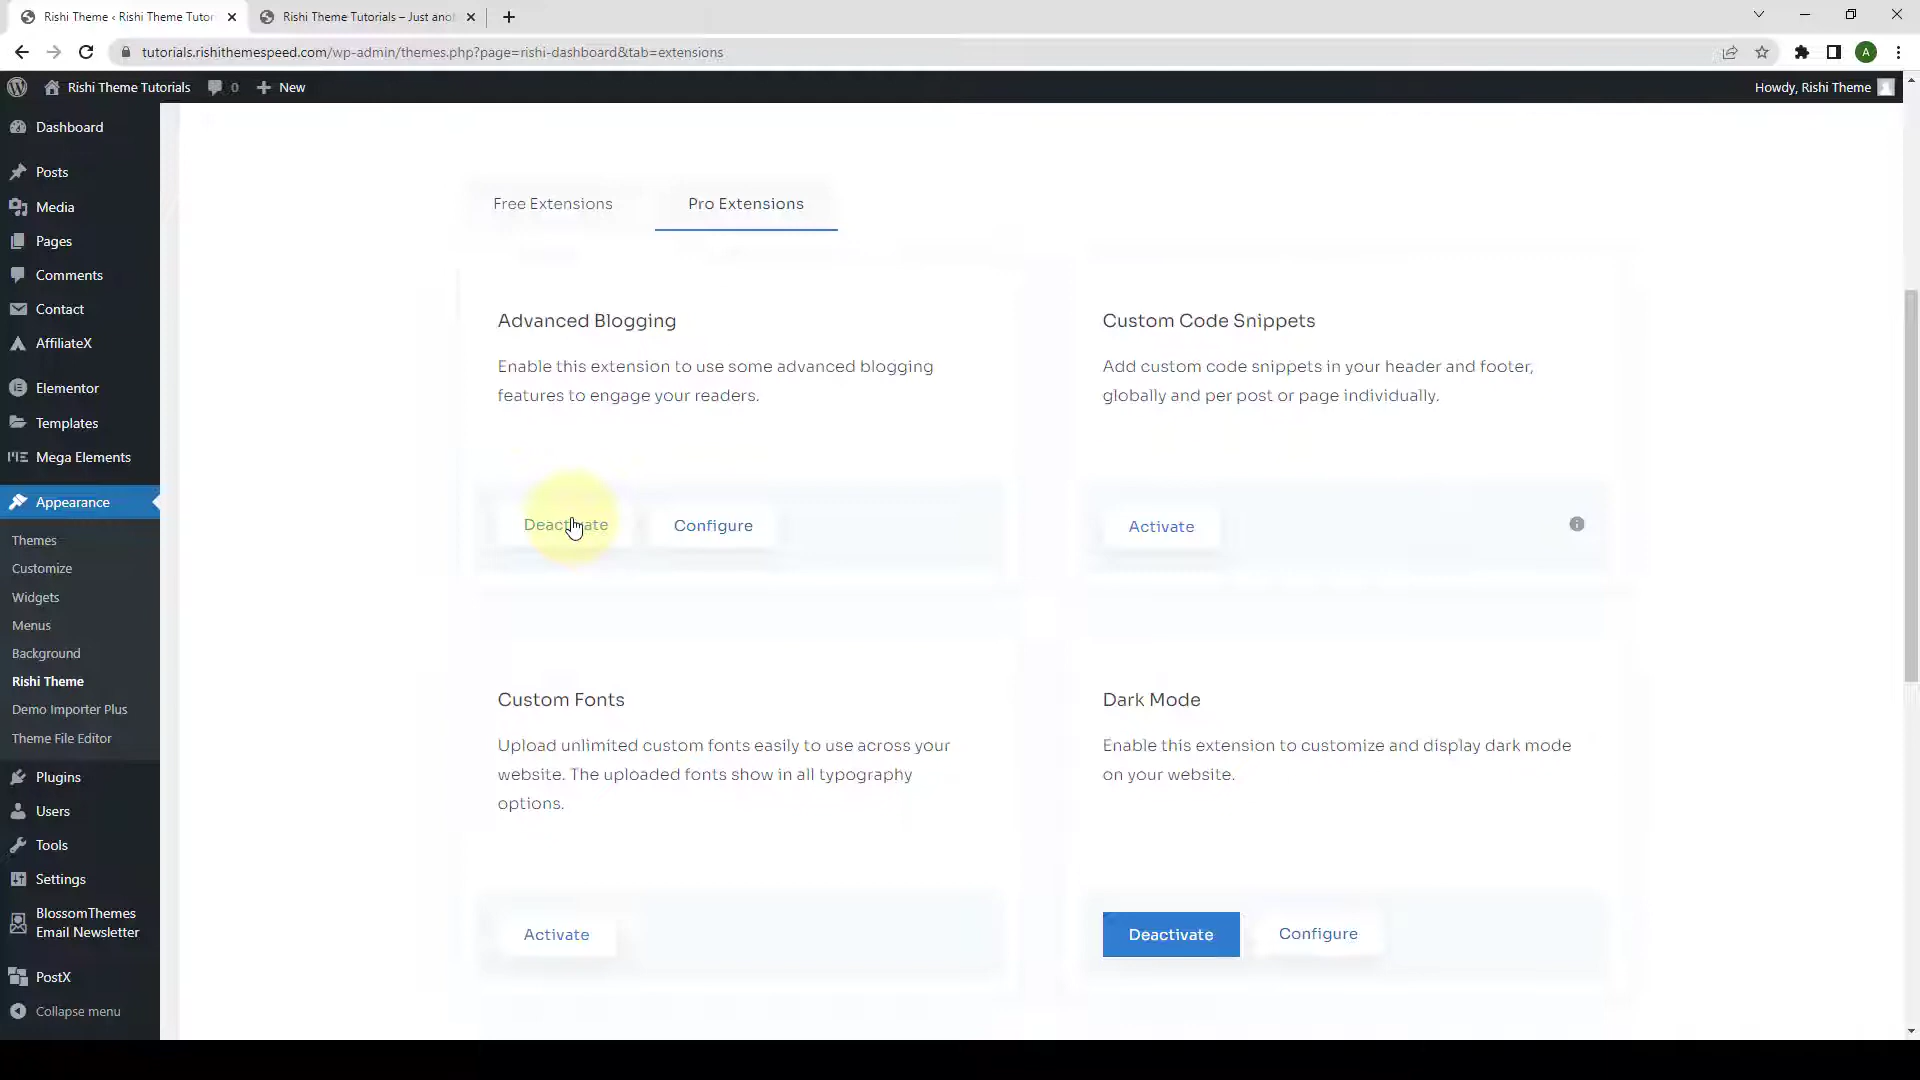 Rishi Theme ‹ Rishi Theme Tutor
Rishi Theme Tutorials – Just anot
tutorials.rishithemespeed.com/wp-admin/themes.php?page=rishi-dashboard&tab=extensions
A
Rishi Theme Tutorials
0
New
Howdy, Rishi Theme
Dashboard
Posts
Media
Pages
Comments
Contact
AffiliateX
Elementor
Templates
Mega Elements
Appearance
Themes
Customize
Widgets
Menus
Background
Rishi Theme
Demo Importer Plus
Theme File Editor
Plugins
Users
Tools
Settings
BlossomThemes
Email Newsletter
PostX
Collapse menu
Free Extensions
Pro Extensions
Advanced Blogging
Enable this extension to use some advanced blogging
features to engage your readers.
Deactivate
Configure
Custom Code Snippets
Add custom code snippets in your header and footer,
globally and per post or page individually.
Activate
Custom Fonts
Upload unlimited custom fonts easily to use across your
website. The uploaded fonts show in all typography
options.
Activate
Dark Mode
Enable this extension to customize and display dark mode
on your website.
Deactivate
Configure